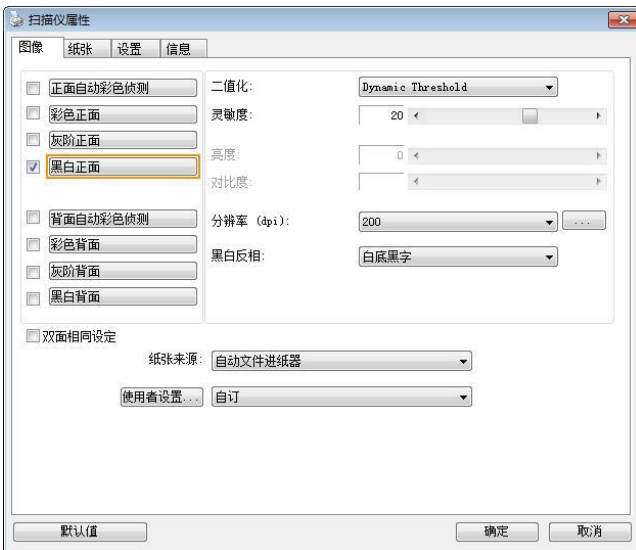 扫描仪属性
图像 纸张 设置 信息
正面自动彩色侦测
彩色正面
灰阶正面
黑白正面
背面自动彩色侦测
彩色背面
灰阶背面
黑白背面
二值化: Dynamic Threshold
灵敏度: 20
亮度: 0
对比度:
分辨率 (dpi): 200 ...
黑白反相: 白底黑字
双面相同设定
纸张来源: 自动文件进纸器
使用者设置... 自订
默认值 确定 取消